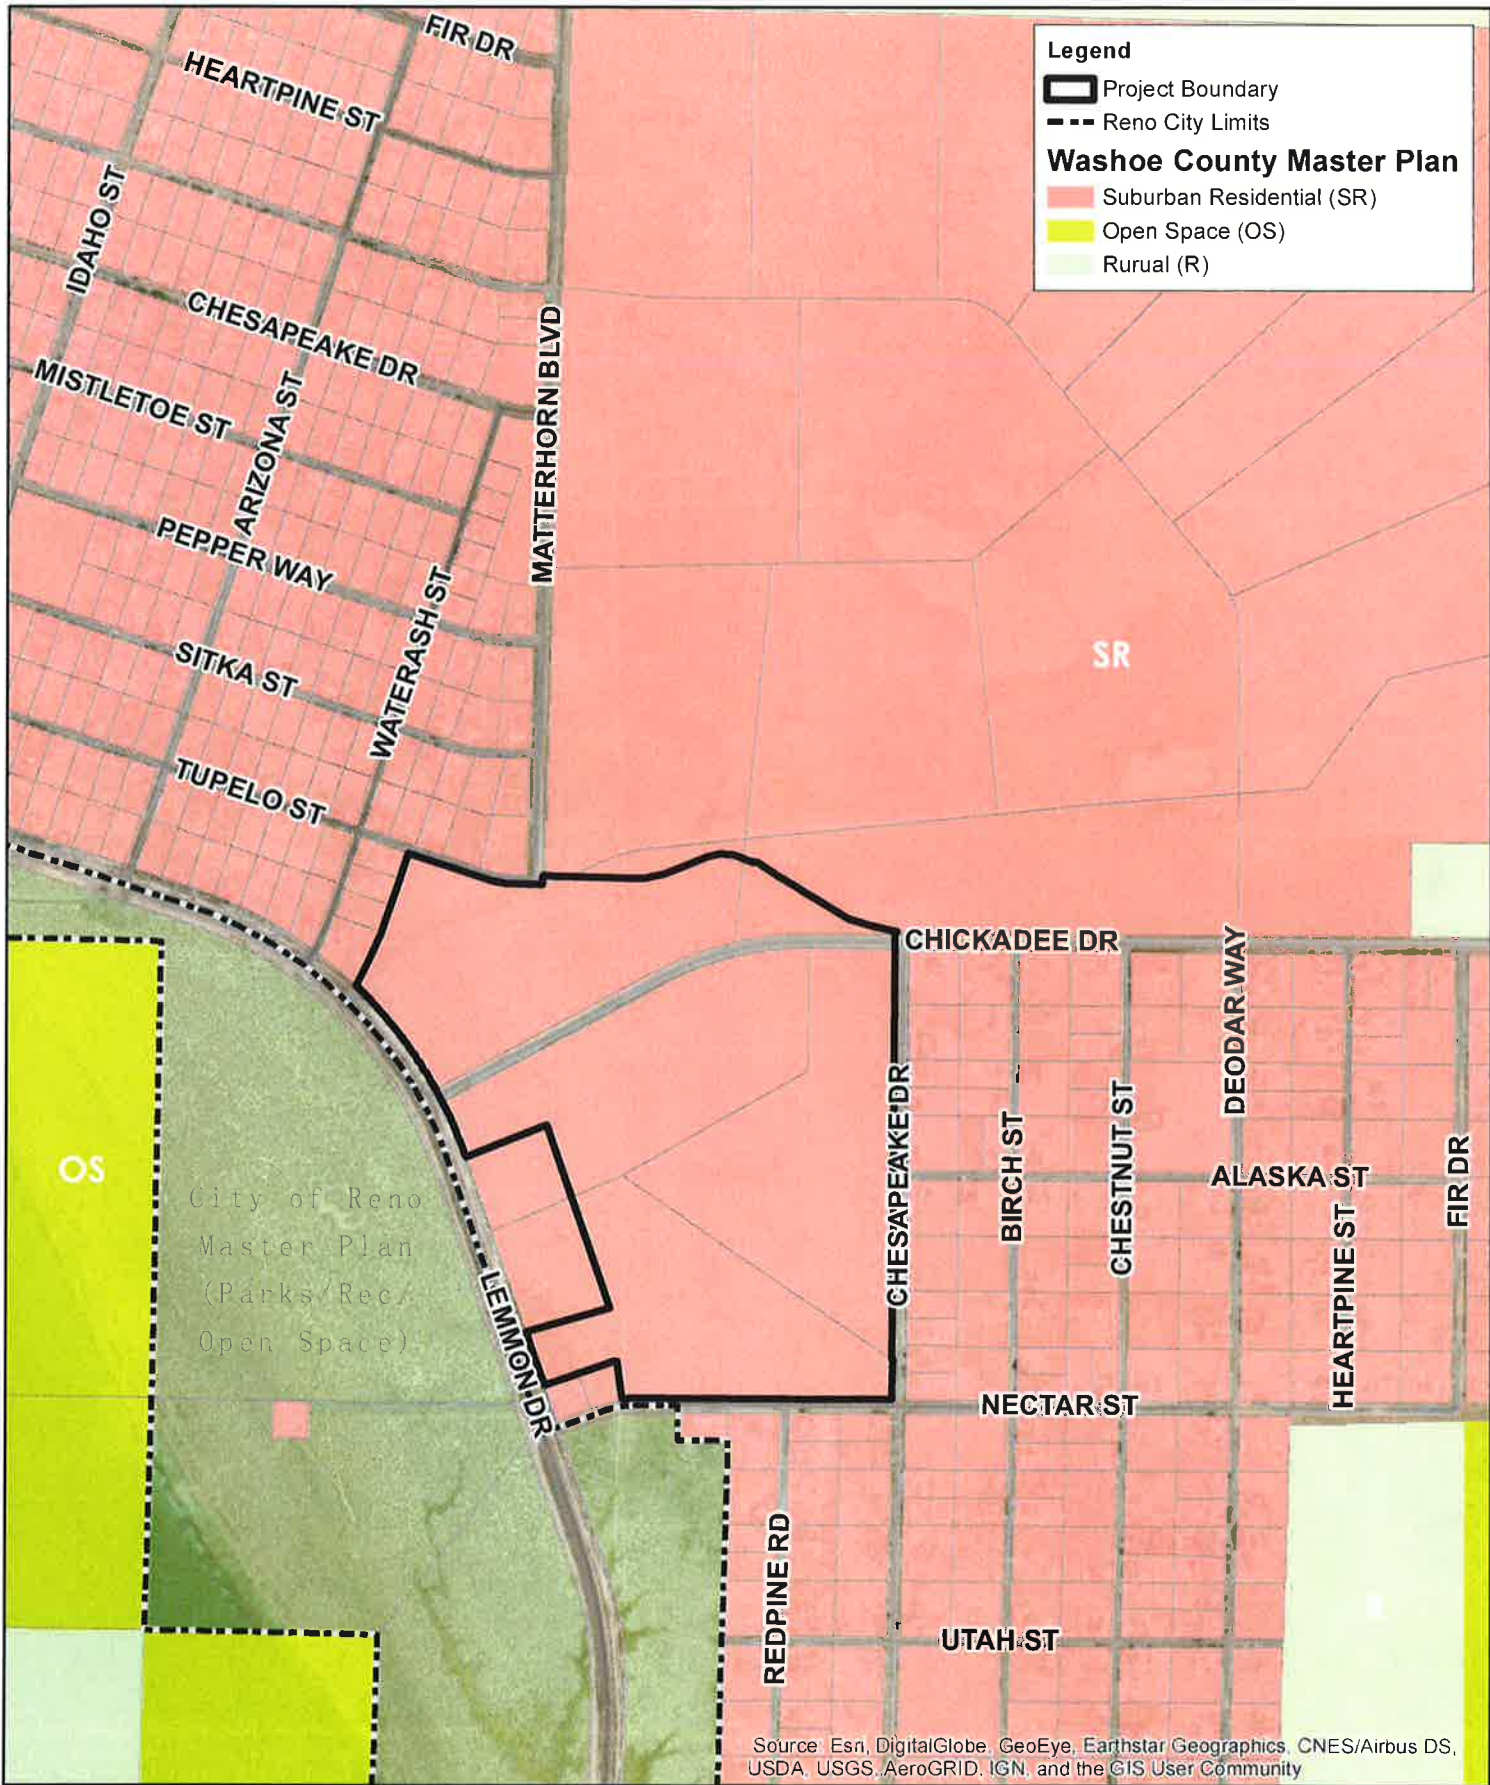 Legend
Project Boundary
Reno City Limits
Washoe County Master Plan
Suburban Residential (SR)
Open Space (OS)
Rurual (R)
FIR DR
HEARTPINE ST
IDAHO ST
CHESAPEAKE DR
MISTLETOE ST
ARIZONA ST
MATTERHORN BLVD
PEPPER WAY
WATERASH ST
SITKA ST
TUPELO ST
SR
CHICKADEE DR
DEODAR WAY
CHESAPEAKE DR
BIRCH ST
CHESTNUT ST
ALASKA ST
HEARTPINE ST
FIR DR
OS
City of Reno
Master Plan
(Parks/Rec/
Open Space)
LEMMON DR
NECTAR ST
REDPINE RD
UTAH ST
Source: Esri, DigitalGlobe, GeoEye, Earthstar Geographics, CNES/Airbus DS,
USDA, USGS, AeroGRID, IGN, and the GIS User Community